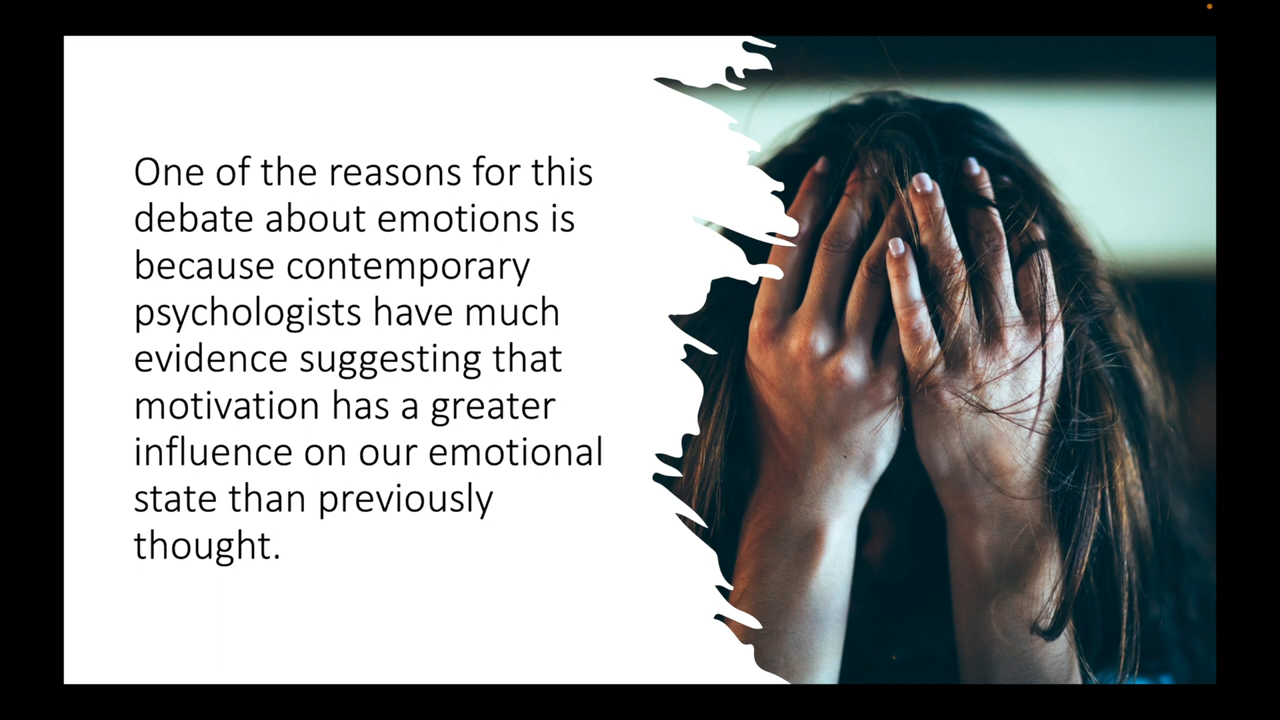 One of the reasons for this
debate about emotions is
because contemporary
psychologists have much
evidence suggesting that
motivation has a greater
influence on our emotional
state than previously
thought.